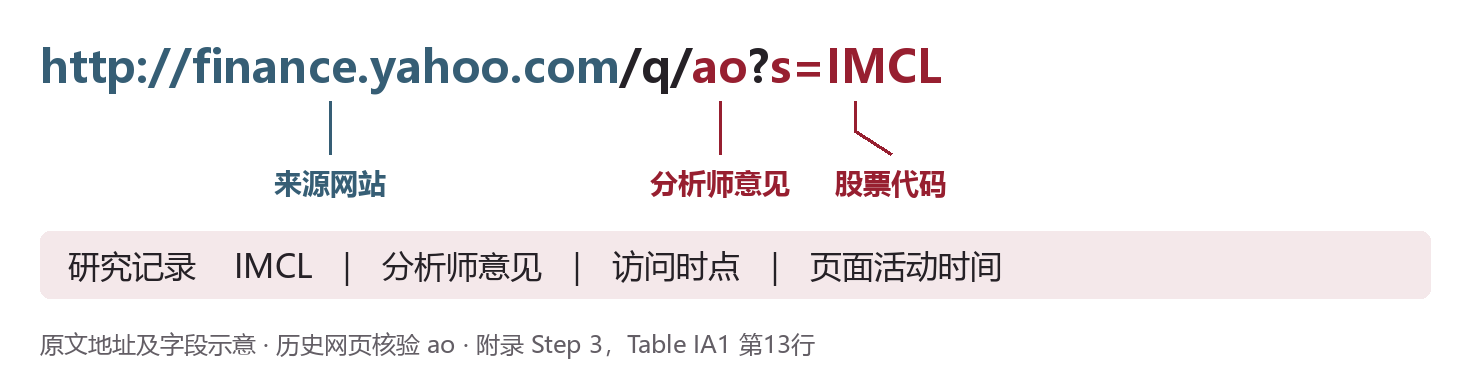 http://finance.yahoo.com/q/ao?s=IMCL
来源网站 分析师意见 股票代码
研究记录 IMCL | 分析师意见 | 访问时点 | 页面活动时间
原文地址及字段示意 · 历史网页核验 ao · 附录 Step 3，Table IA1 第13行